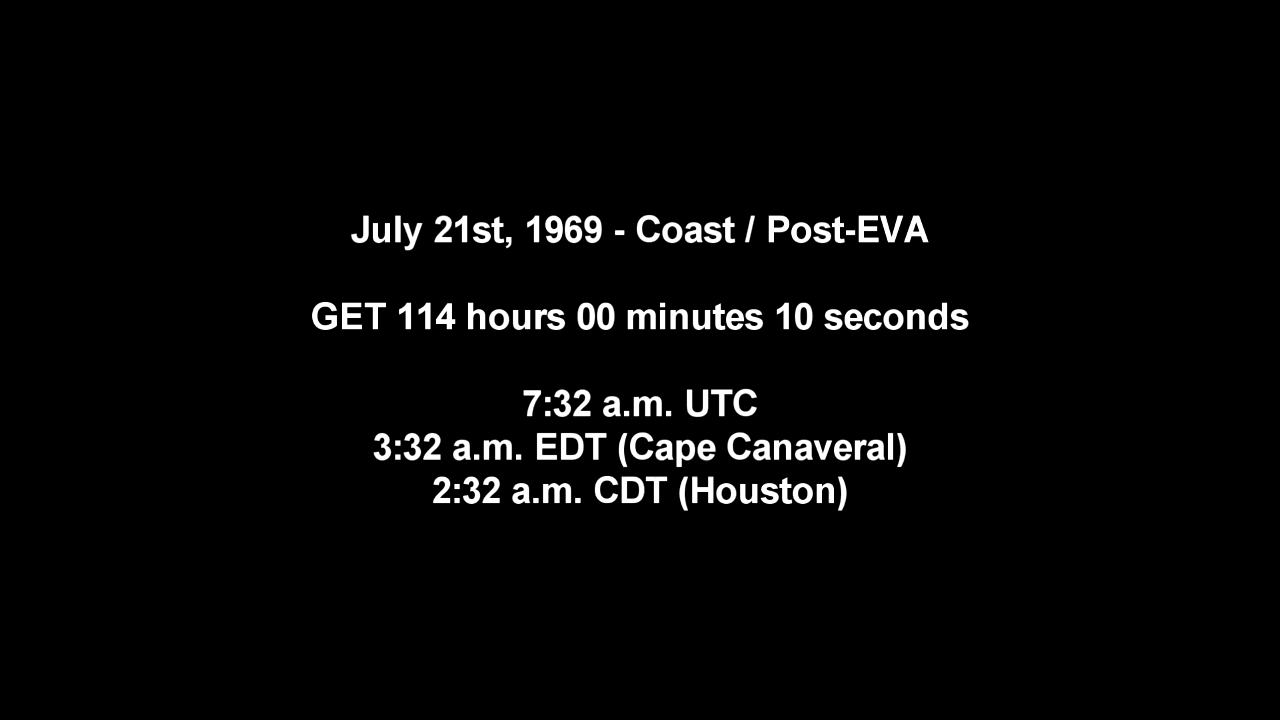 July 21st, 1969 - Coast / Post-EVA
GET 114 hours 00 minutes 10 seconds
7:32 a.m. UTC
3:32 a.m. EDT (Cape Canaveral)
2:32 a.m. CDT (Houston)